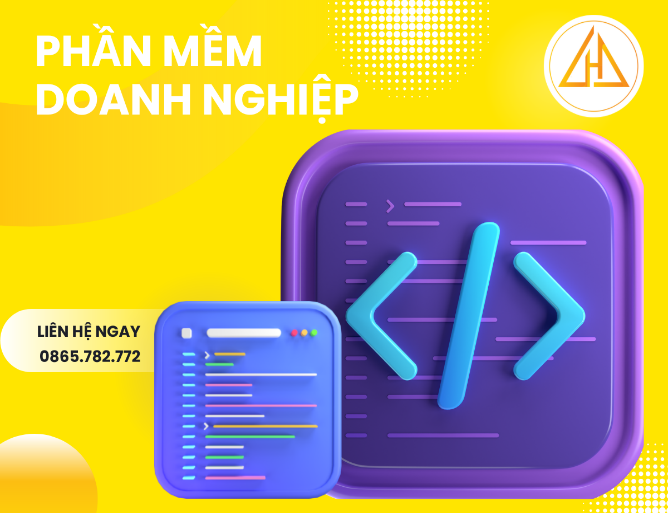 PHẦN MỀM
DOANH NGHIỆP
LIÊN HỆ NGAY
0865.782.772